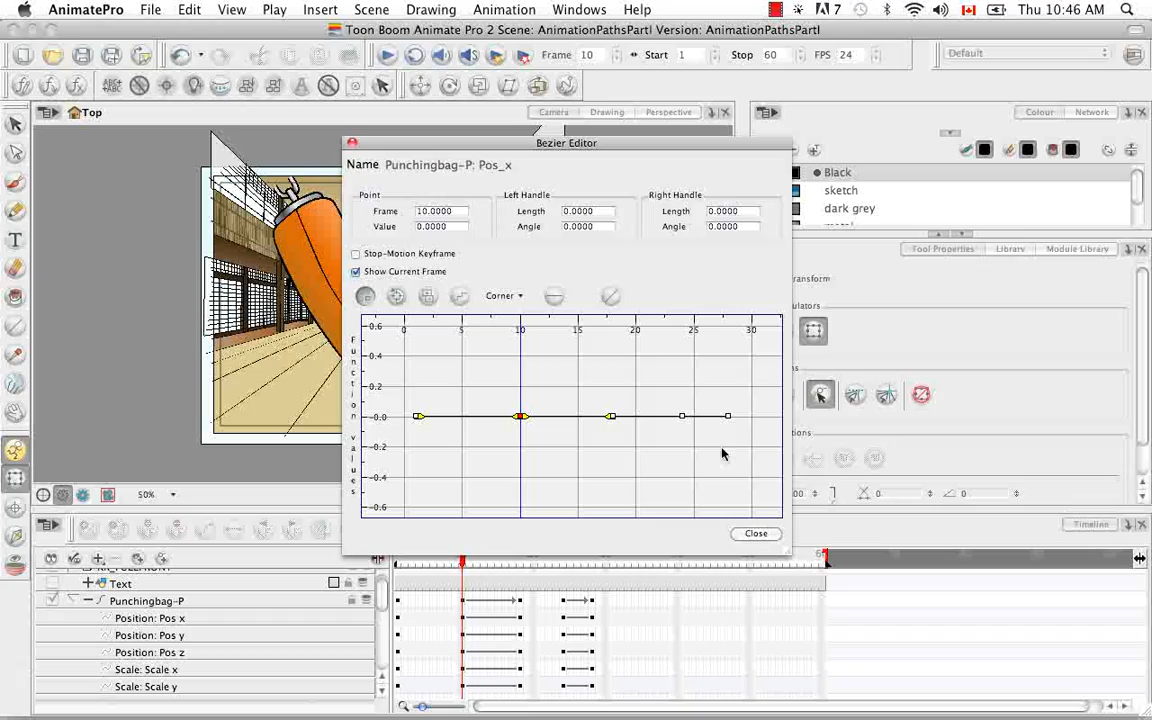 AnimatePro File Edit View Play Insert Scene Drawing Animation Windows Help 7 Thu 10:46 AM
Toon Boom Animate Pro 2 Scene: AnimationPathsPartI Version: AnimationPathsPartI
Frame 10 Start 1 Stop 60 FPS 24 Default
Top Camera Drawing Perspective Colour Network
Bezier Editor
Name Punchingbag-P: Pos_x
Point Left Handle Right Handle
Frame 10.0000 Length 0.0000 Length 0.0000
Value 0.0000 Angle 0.0000 Angle 0.0000
Stop-Motion Keyframe
Show Current Frame
Corner
0 5 10 15 20 25 30
0.6
0.4
0.2
-0.0
-0.2
-0.4
-0.6
Function values
Close
Black
sketch
dark grey
Tool Properties Library Module Library
50%
Timeline
Text
Punchingbag-P
Position: Pos x
Position: Pos y
Position: Pos z
Scale: Scale x
Scale: Scale y